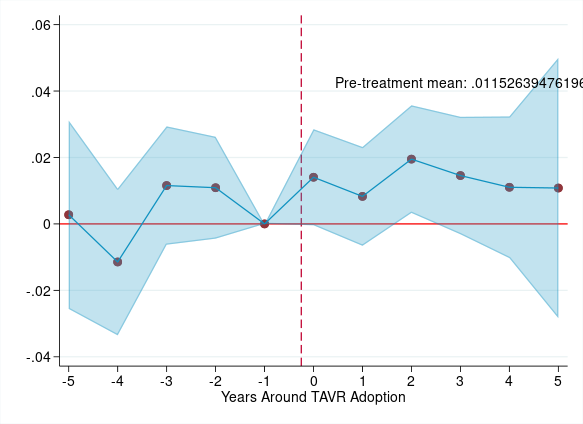 .06
Pre-treatment mean: .01152639476196
.04
.02
0
-.02
-.04
-5 -4 -3 -2 -1 0 1 2 3 4 5
Years Around TAVR Adoption